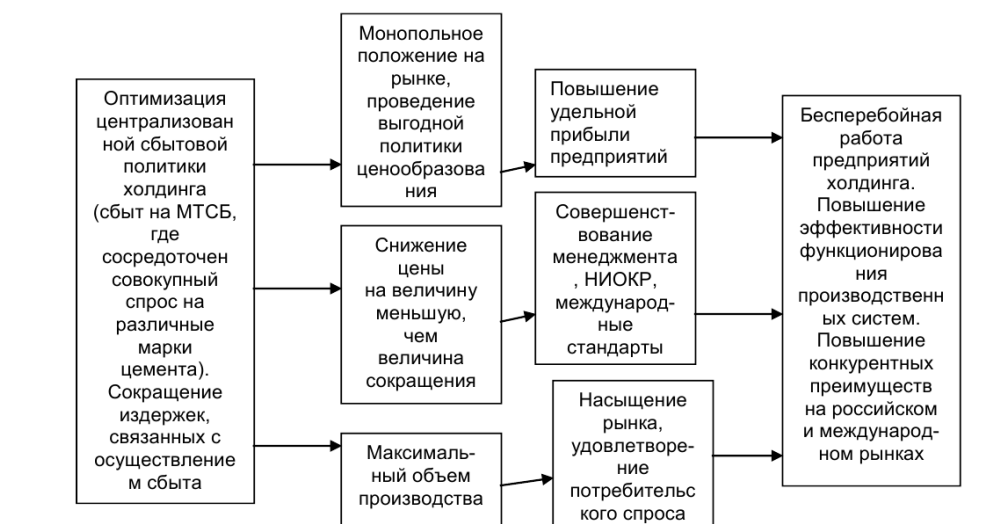 Оптимизация
централизован
ной сбытовой
политики
холдинга
(сбыт на МТСБ,
где
сосредоточен
совокупный
спрос на
различные
марки
цемента).
Сокращение
издержек,
связанных с
осуществление
м сбыта
Монопольное
положение на
рынке,
проведение
выгодной
политики
ценообразова
ния
Снижение
цены
на величину
меньшую,
чем
величина
сокращения
Максималь-
ный объем
производства
Повышение
удельной
прибыли
предприятий
Совершенст-
вование
менеджмента
, НИОКР,
международ-
ные
стандарты
Насыщение
рынка,
удовлетворе-
ние
потребительс
кого спроса
Бесперебойная
работа
предприятий
холдинга.
Повышение
эффективности
функционирова
ния
производственн
ых систем.
Повышение
конкурентных
преимуществ
на российском
и международ-
ном рынках